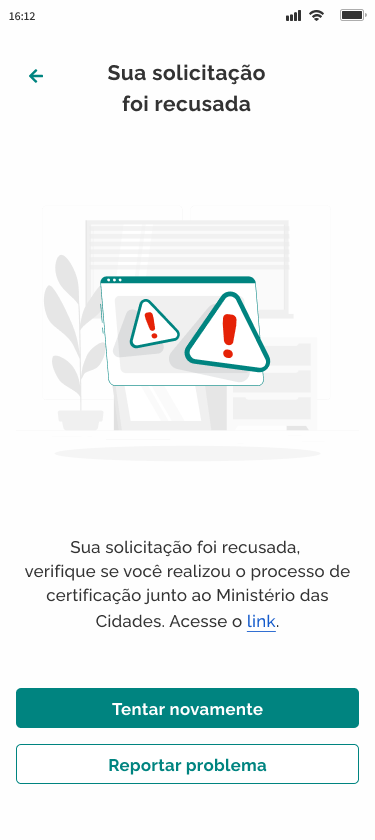 16:12
Sua solicitação
foi recusada
Sua solicitação foi recusada,
verifique se você realizou o processo de
certificação junto ao Ministério das
Cidades. Acesse o link.
Tentar novamente
Reportar problema